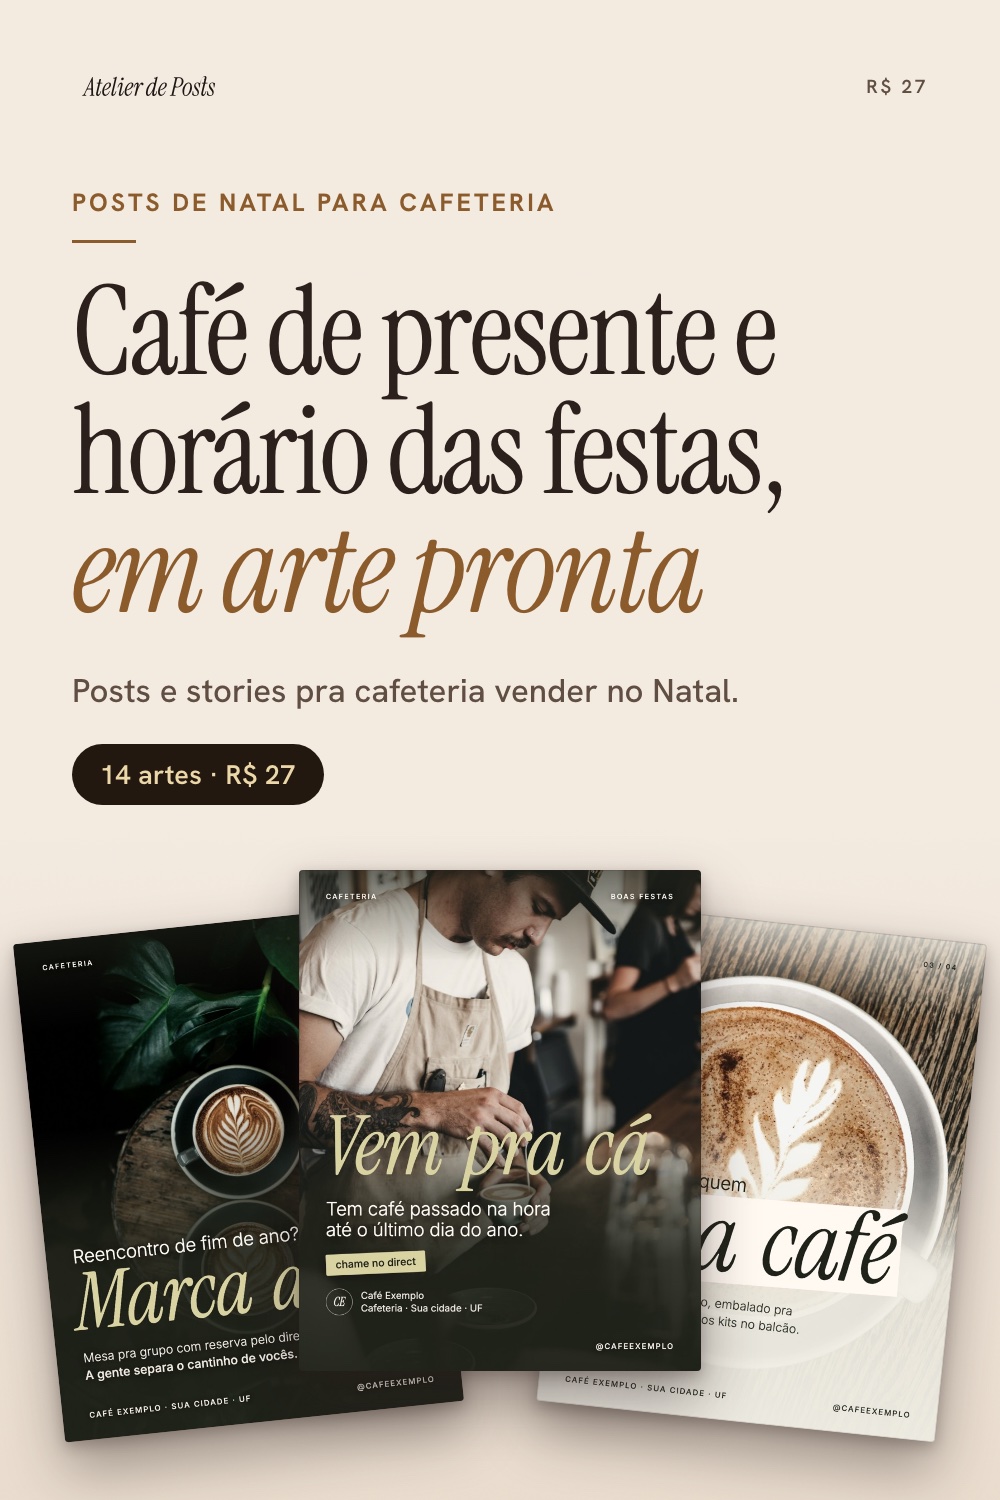 Atelier de Posts
R$ 27
POSTS DE NATAL PARA CAFETERIA
Café de presente e
horário das festas,
em arte pronta
Posts e stories pra cafeteria vender no Natal.
14 artes · R$ 27
CAFETERIA
Reencontro de fim de ano?
Marca a
Mesa pra grupo com reserva pelo dire
A gente separa o cantinho de vocês.
CAFÉ EXEMPLO · SUA CIDADE · UF
@CAFEEXEMPLO
CAFETERIA
BOAS FESTAS
Vem pra cá
Tem café passado na hora
até o último dia do ano.
chame no direct
CE
Café Exemplo
Cafeteria · Sua cidade · UF
@CAFEEXEMPLO
03 / 04
quem
a café
o, embalado pra
os kits no balcão.
CAFÉ EXEMPLO · SUA CIDADE · UF
@CAFEEXEMPLO